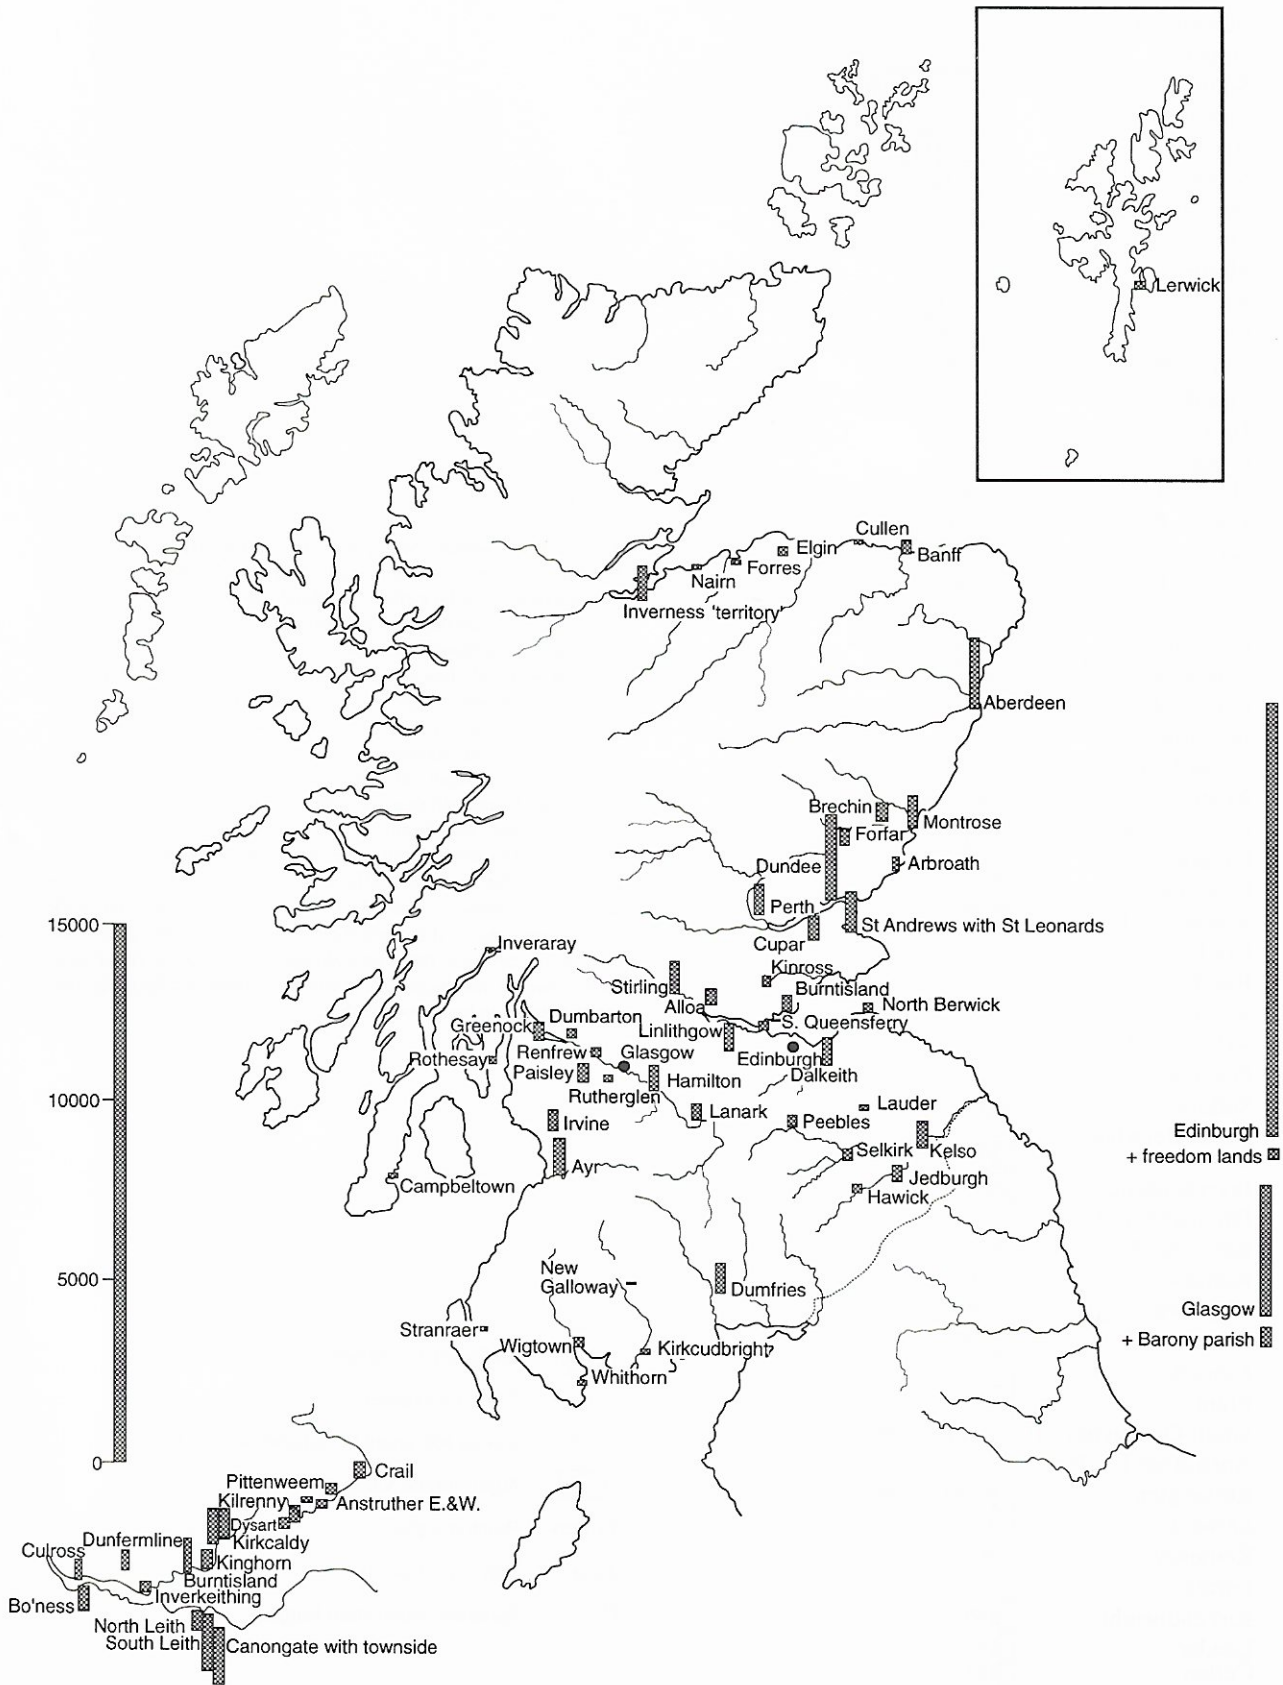 Lerwick
Cullen
Elgin
Banff
Forres
Nairn
Inverness 'territory'
Aberdeen
Brechin
Montrose
Forfar
Dundee
Arbroath
Perth
St Andrews with St Leonards
Cupar
15000
Inveraray
Kinross
Stirling
Burntisland
Alloa
North Berwick
Dumbarton
Greenock
Linlithgow
S. Queensferry
Renfrew
Glasgow
Rothesay
Edinburgh
Paisley
Hamilton
Dalkeith
Rutherglen
10000
Lanark
Lauder
Irvine
Peebles
Edinburgh
Selkirk
Kelso
+ freedom lands
Ayr
Jedburgh
Campbeltown
Hawick
New
Galloway
5000
Dumfries
Glasgow
Stranraer
+ Barony parish
Wigtown
Kirkcudbright
Whithorn
0
Crail
Pittenweem
Kilrenny
Anstruther E.&W.
Dysart
Dunfermline
Kirkcaldy
Culross
Kinghorn
Burntisland
Inverkeithing
Bo'ness
North Leith
South Leith
Canongate with townside